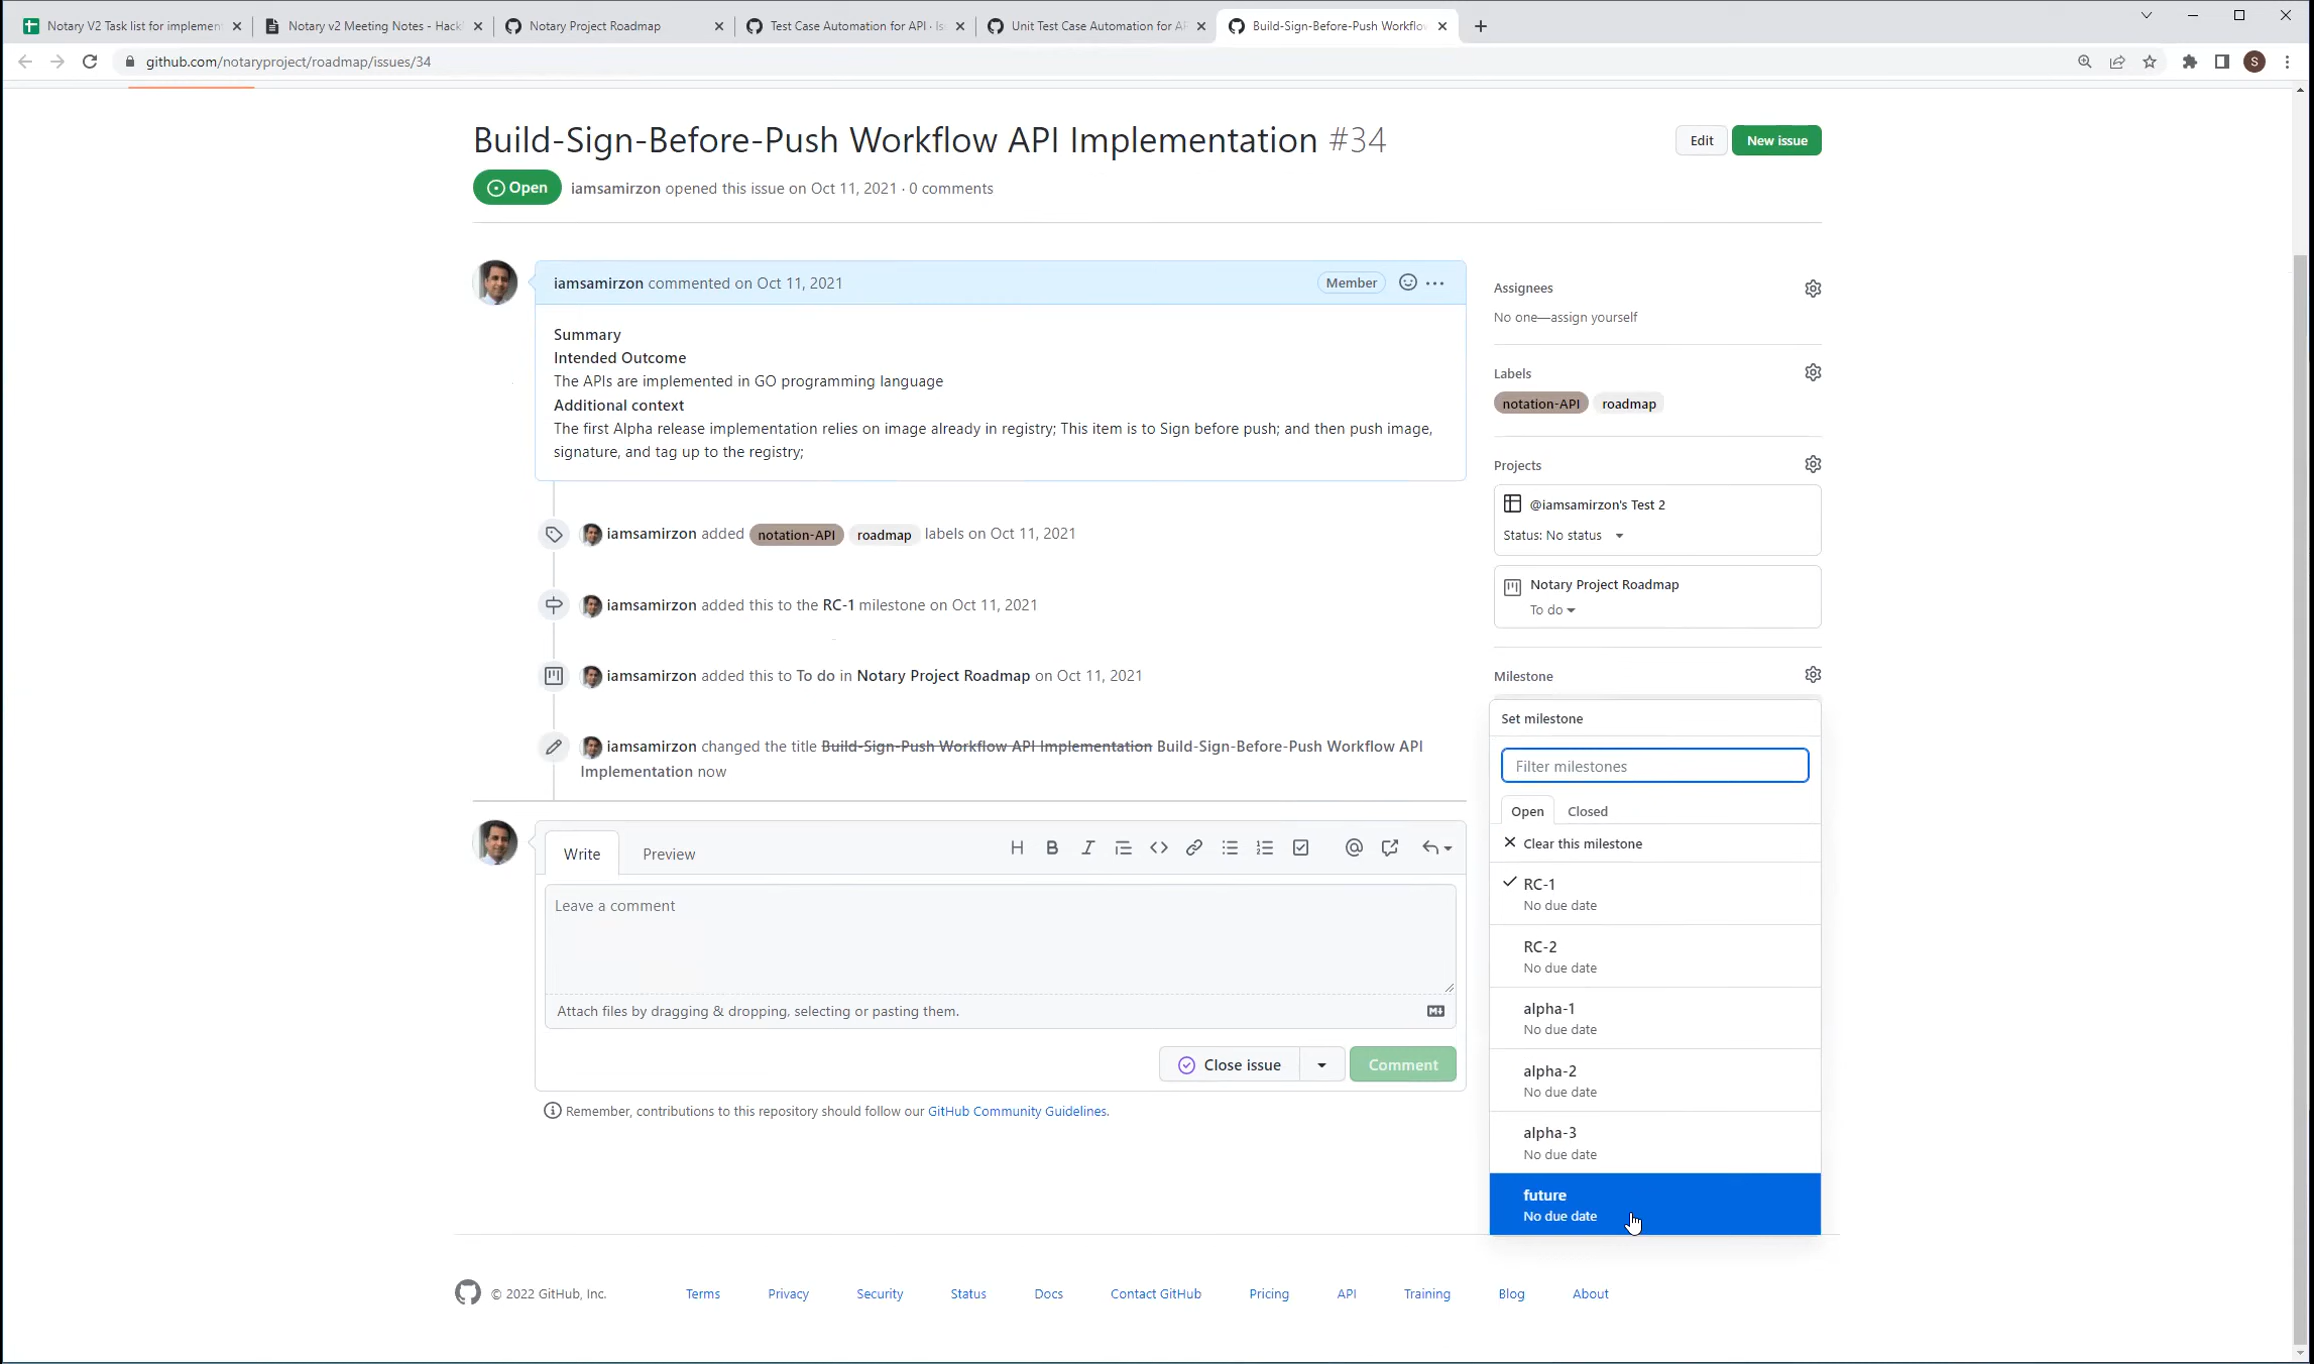 Notary V2 Task list for implemen
Notary v2 Meeting Notes - Hack
Notary Project Roadmap
Test Case Automation for API · Is
Unit Test Case Automation for AP
Build-Sign-Before-Push Workflow
github.com/notaryproject/roadmap/issues/34
S
Build-Sign-Before-Push Workflow API Implementation #34
Edit
New issue
Open
iamsamirzon opened this issue on Oct 11, 2021 · 0 comments
iamsamirzon commented on Oct 11, 2021
Member
Summary
Intended Outcome
The APIs are implemented in GO programming language
Additional context
The first Alpha release implementation relies on image already in registry; This item is to Sign before push; and then push image,
signature, and tag up to the registry;
iamsamirzon added notation-API roadmap labels on Oct 11, 2021
iamsamirzon added this to the RC-1 milestone on Oct 11, 2021
iamsamirzon added this to To do in Notary Project Roadmap on Oct 11, 2021
iamsamirzon changed the title Build-Sign-Push Workflow API Implementation Build-Sign-Before-Push Workflow API
Implementation now
Write
Preview
Leave a comment
Attach files by dragging & dropping, selecting or pasting them.
Close issue
Comment
Remember, contributions to this repository should follow our GitHub Community Guidelines.
Assignees
No one—assign yourself
Labels
notation-API roadmap
Projects
@iamsamirzon's Test 2
Status: No status
Notary Project Roadmap
To do
Milestone
Set milestone
Filter milestones
Open Closed
Clear this milestone
RC-1
No due date
RC-2
No due date
alpha-1
No due date
alpha-2
No due date
alpha-3
No due date
future
No due date
© 2022 GitHub, Inc.
Terms
Privacy
Security
Status
Docs
Contact GitHub
Pricing
API
Training
Blog
About